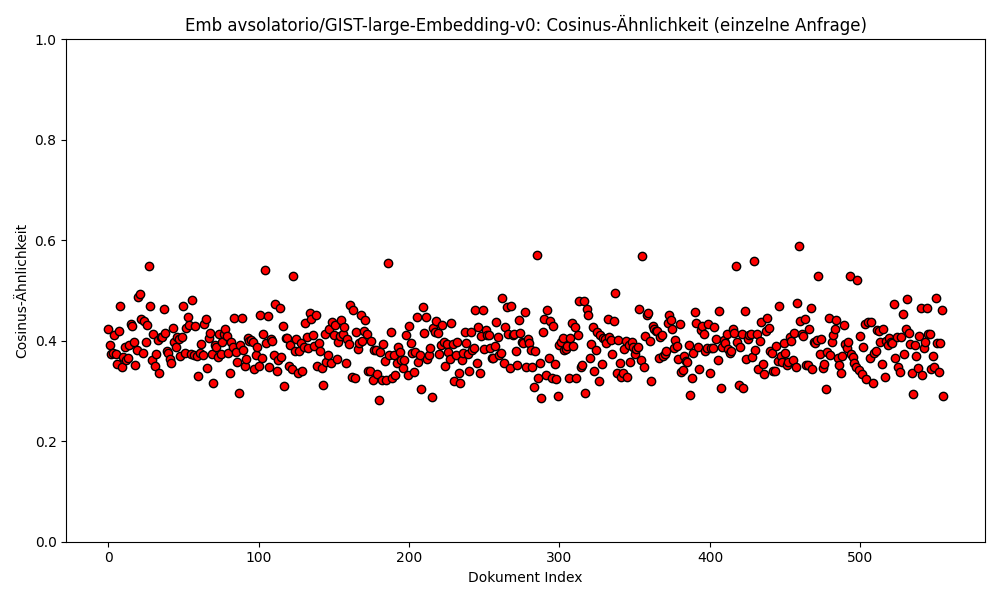 Emb avsolatorio/GIST-large-Embedding-v0: Cosinus-Ähnlichkeit (einzelne Anfrage)
1.0
0.8
0.6
0.4
0.2
0.0
Cosinus-Ähnlichkeit
0 100 200 300 400 500
Dokument Index